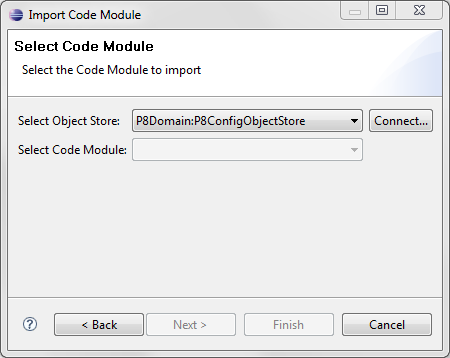 Import Code Module
Select Code Module
Select the Code Module to import
Select Object Store: P8Domain:P8ConfigObjectStore Connect...
Select Code Module:
? < Back Next > Finish Cancel